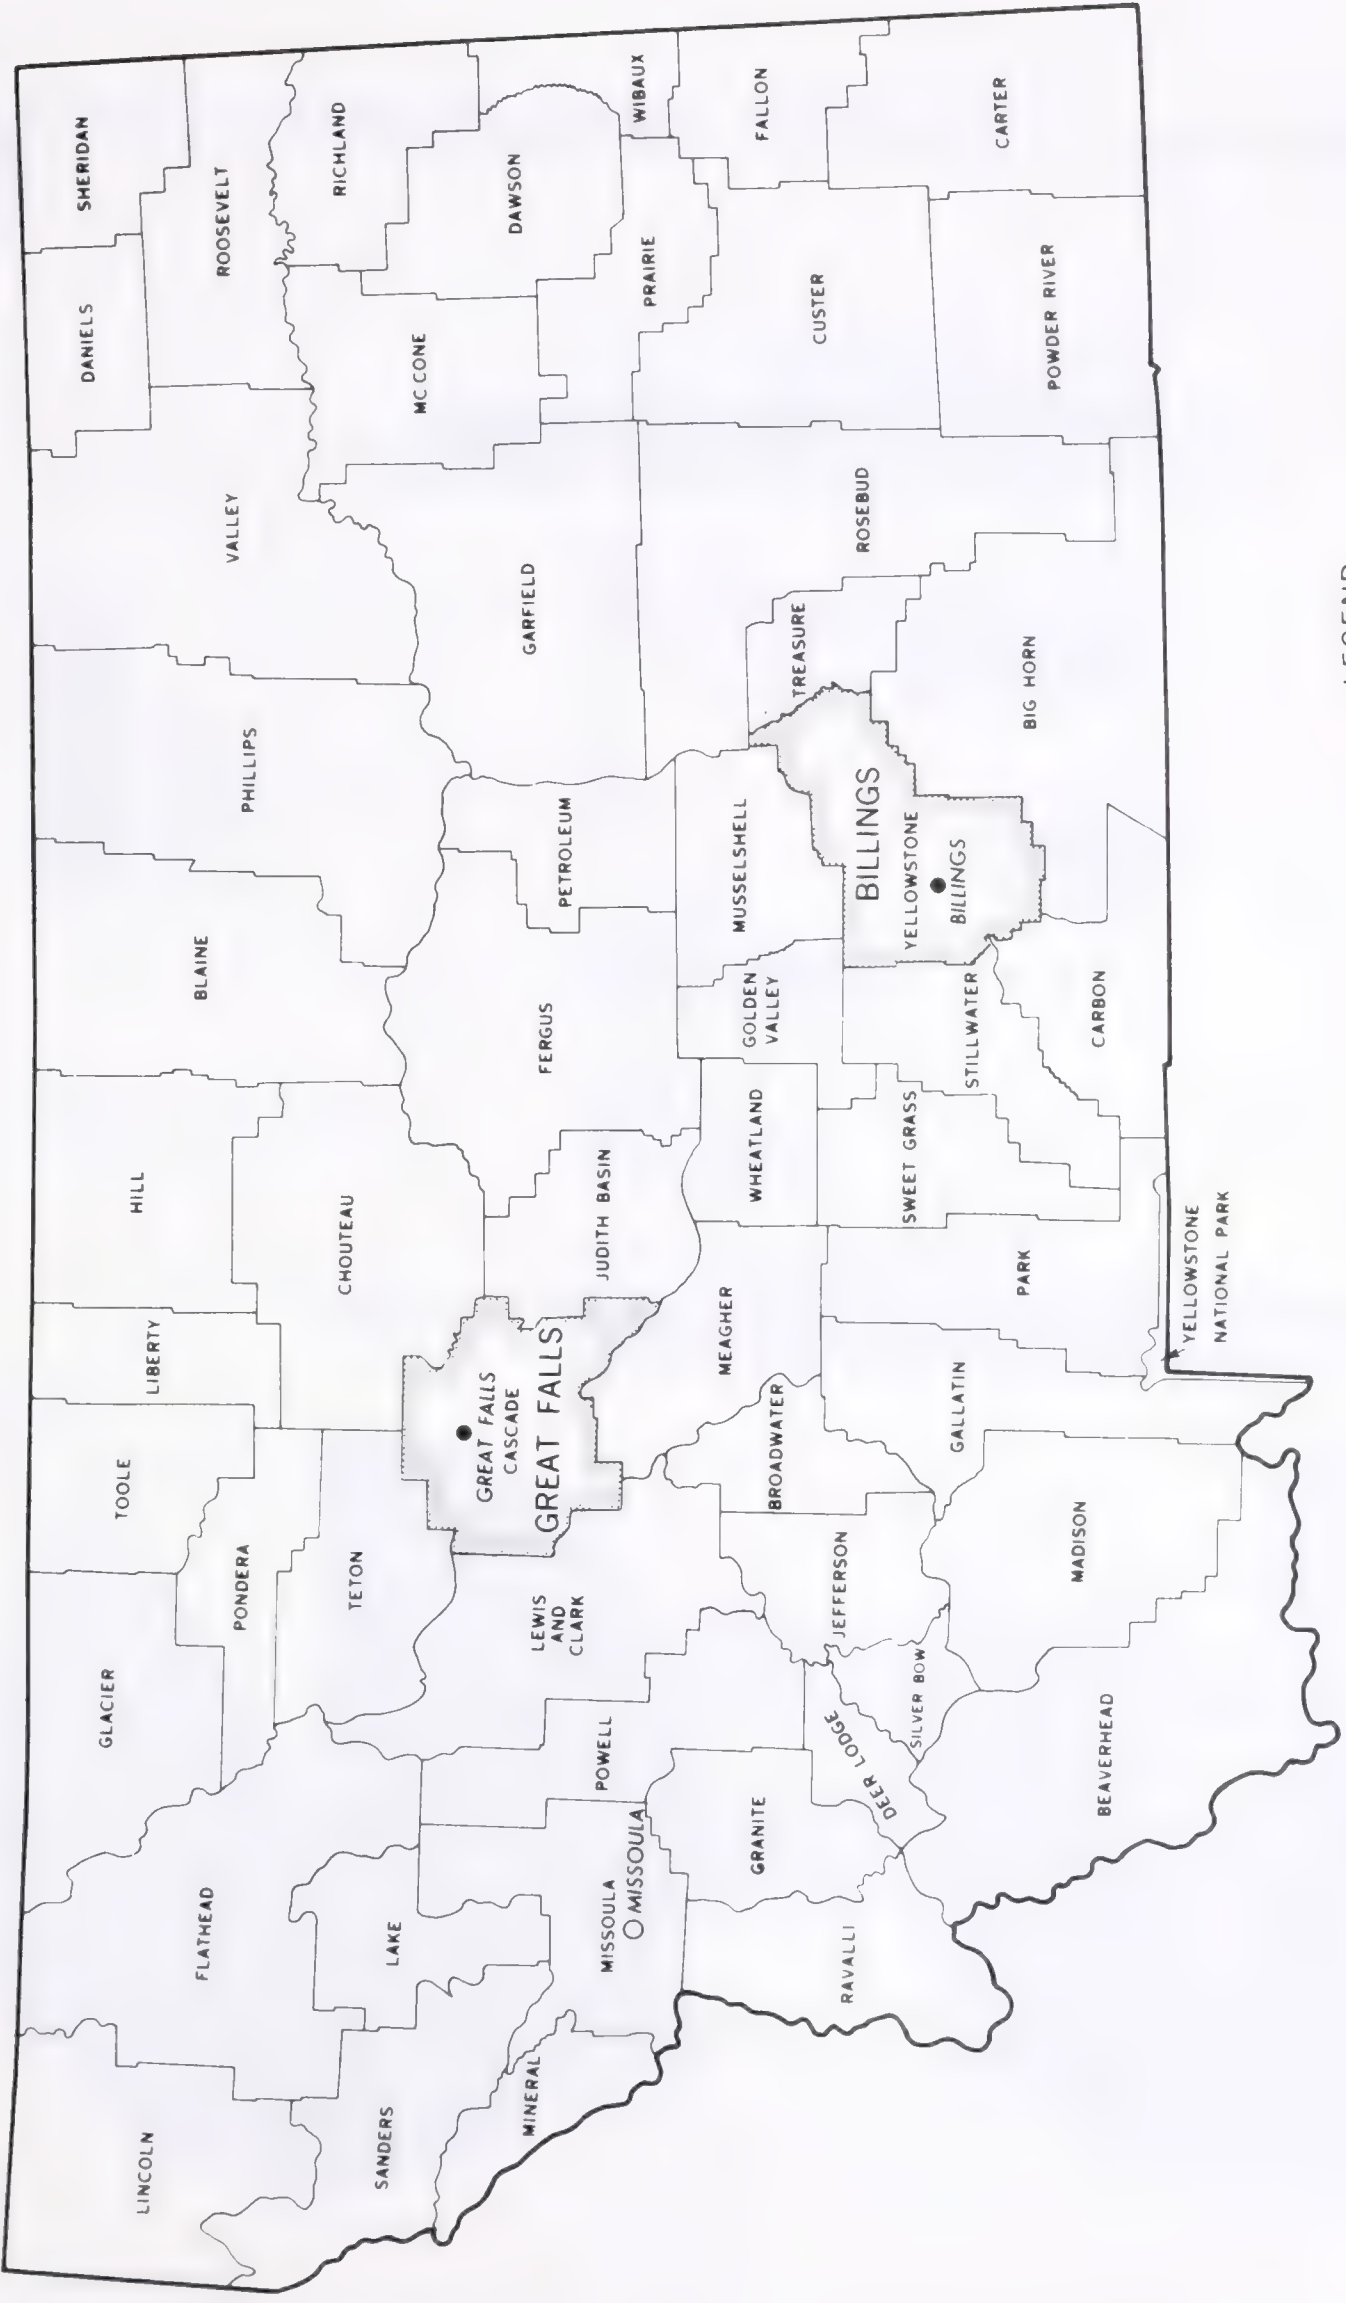 LINCOLN
FLATHEAD
GLACIER
TOOLE
LIBERTY
HILL
BLAINE
PHILLIPS
VALLEY
DANIELS
SHERIDAN
ROOSEVELT
SANDERS
LAKE
PONDERA
TETON
CHOUTEAU
RICHLAND
MC CONE
DAWSON
GARFIELD
MINERAL
MISSOULA
MISSOULA
POWELL
LEWIS
AND
CLARK
GREAT FALLS
CASCADE
GREAT FALLS
JUDITH BASIN
FERGUS
PETROLEUM
PRAIRIE
WIBAUX
RAVALLI
GRANITE
DEER LODGE
JEFFERSON
BROADWATER
MEAGHER
WHEATLAND
GOLDEN
VALLEY
MUSSELSHELL
TREASURE
ROSEBUD
CUSTER
FALLON
SILVER BOW
GALLATIN
PARK
SWEET GRASS
STILLWATER
BILLINGS
YELLOWSTONE
BILLINGS
BIG HORN
POWDER RIVER
CARTER
BEAVERHEAD
MADISON
CARBON
YELLOWSTONE
NATIONAL PARK